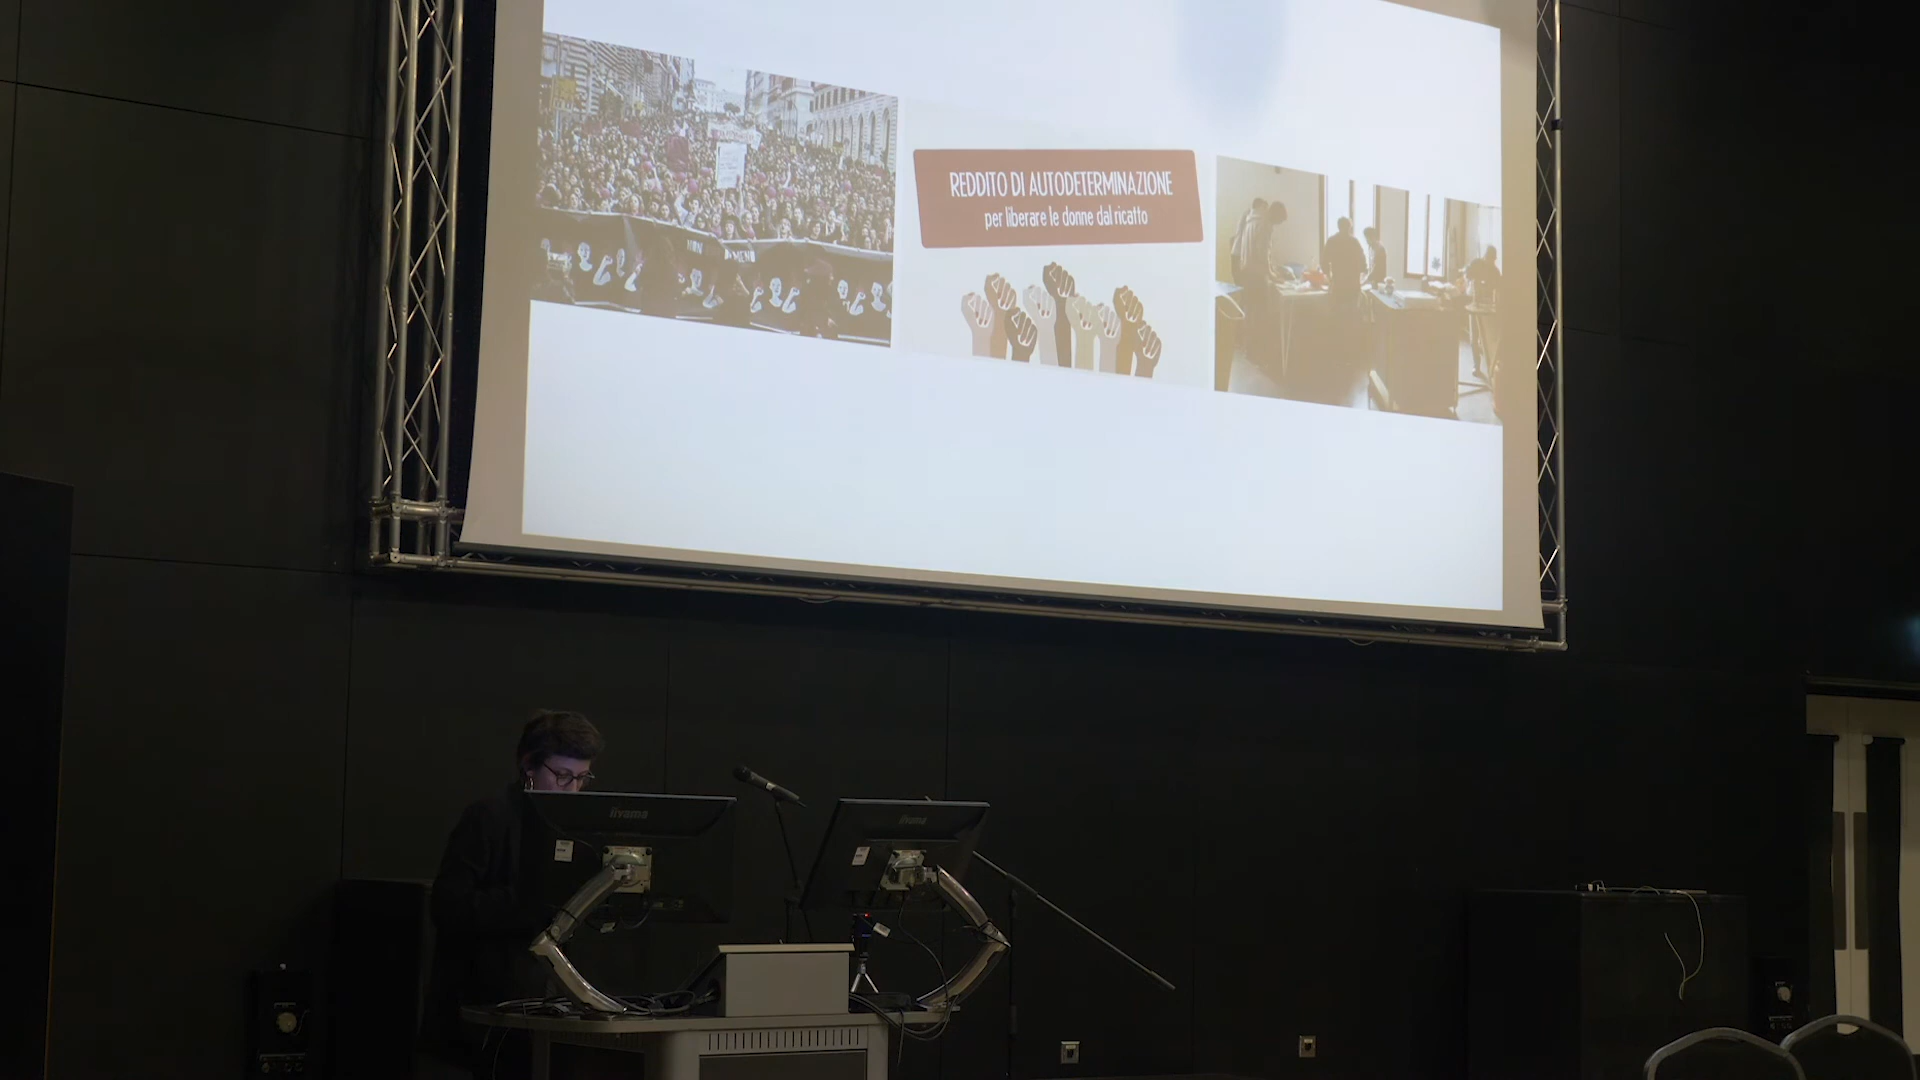 REDDITO DI AUTODETERMINAZIONE
per liberare le donne dal ricatto
iiyama
iiyama